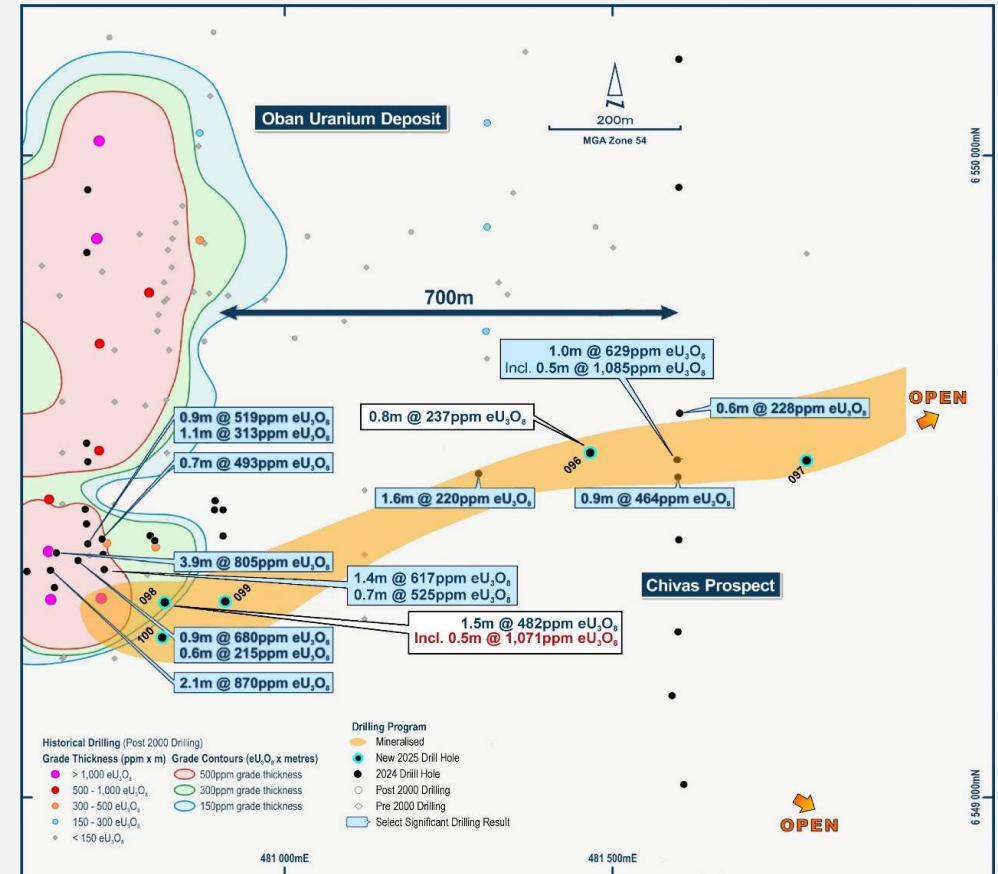 Oban Uranium Deposit
200m
MGA Zone 54
6 550 000mN
700m
1.0m @ 629ppm eU₃O₈
Incl. 0.5m @ 1,085ppm eU₃O₈
0.9m @ 519ppm eU₃O₈
1.1m @ 313ppm eU₃O₈
0.8m @ 237ppm eU₃O₈
0.6m @ 228ppm eU₃O₈
OPEN
0.7m @ 493ppm eU₃O₈
096
097
1.6m @ 220ppm eU₃O₈
0.9m @ 464ppm eU₃O₈
3.9m @ 805ppm eU₃O₈
1.4m @ 617ppm eU₃O₈
0.7m @ 525ppm eU₃O₈
Chivas Prospect
098
099
100
1.5m @ 482ppm eU₃O₈
Incl. 0.5m @ 1,071ppm eU₃O₈
0.9m @ 680ppm eU₃O₈
0.6m @ 215ppm eU₃O₈
2.1m @ 870ppm eU₃O₈
Historical Drilling (Post 2000 Drilling)
Grade Thickness (ppm x m)
> 1,000 eU₃O₈
500 - 1,000 eU₃O₈
300 - 500 eU₃O₈
150 - 300 eU₃O₈
< 150 eU₃O₈
Grade Contours (eU₃O₈ x metres)
500ppm grade thickness
300ppm grade thickness
150ppm grade thickness
Drilling Program
Mineralised
New 2025 Drill Hole
2024 Driill Hole
Post 2000 Drilling
Pre 2000 Drilling
Select Significant Drilling Result
OPEN
6 549 000mN
481 000mE
481 500mE